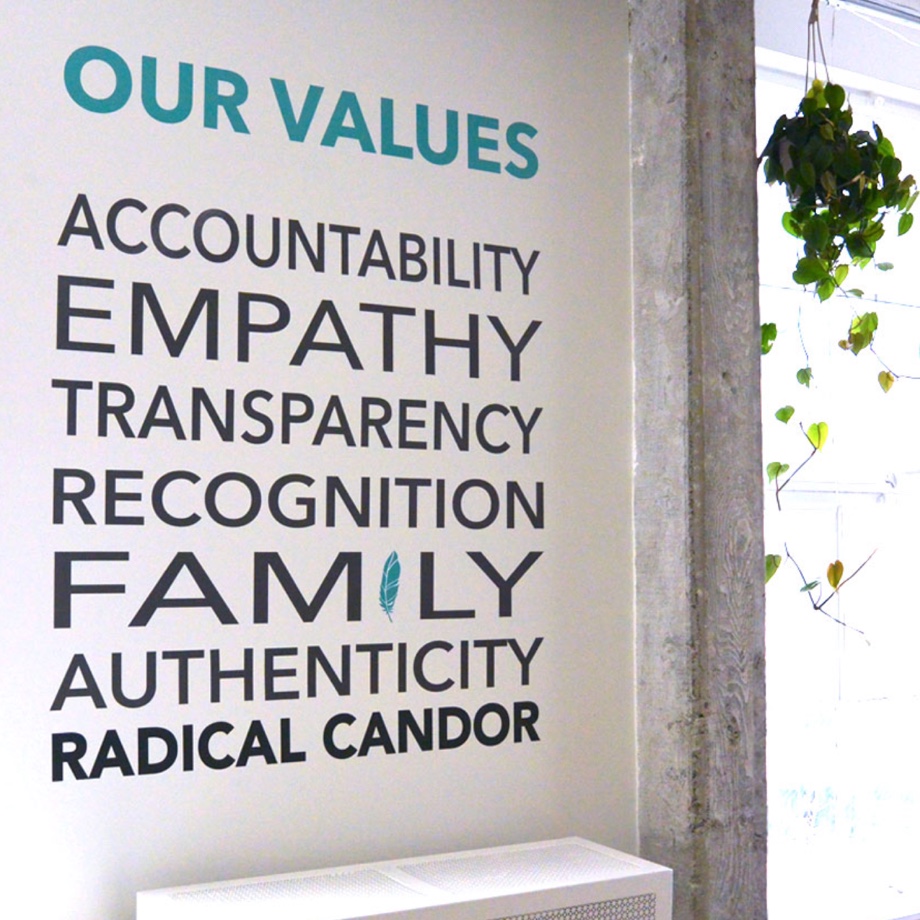 OUR VALUES
ACCOUNTABILITY
EMPATHY
TRANSPARENCY
RECOGNITION
FAMILY
AUTHENTICITY
RADICAL CANDOR